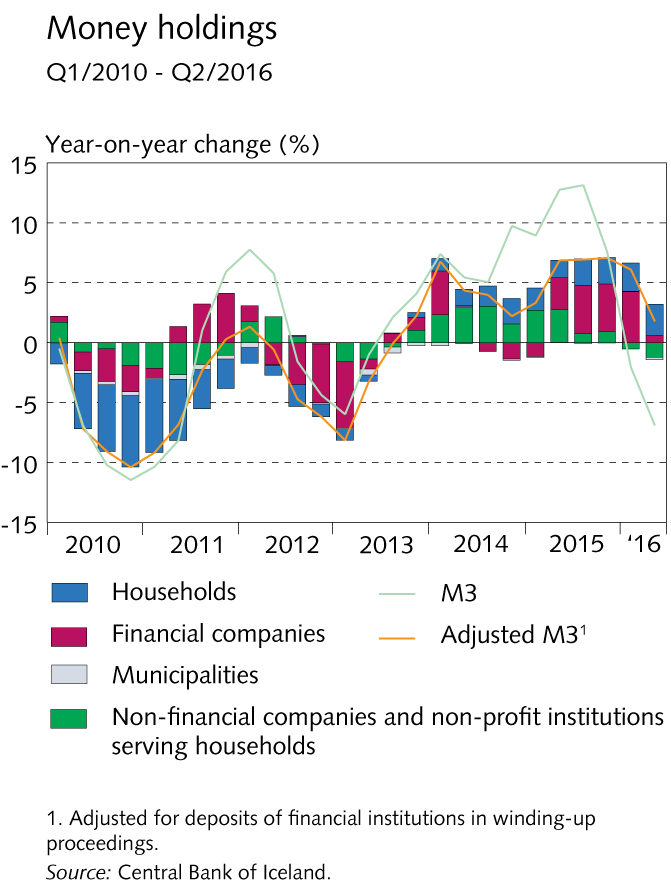 Money holdings
Q1/2010 - Q2/2016
Year-on-year change (%)
15
10
5
0
-5
-10
-15
2010 2011 2012 2013 2014 2015 ‘16
Households
Financial companies
Municipalities
Non-financial companies and non-profit institutions
serving households
M3
Adjusted M3¹
1. Adjusted for deposits of financial institutions in winding-up
proceedings.
Source: Central Bank of Iceland.